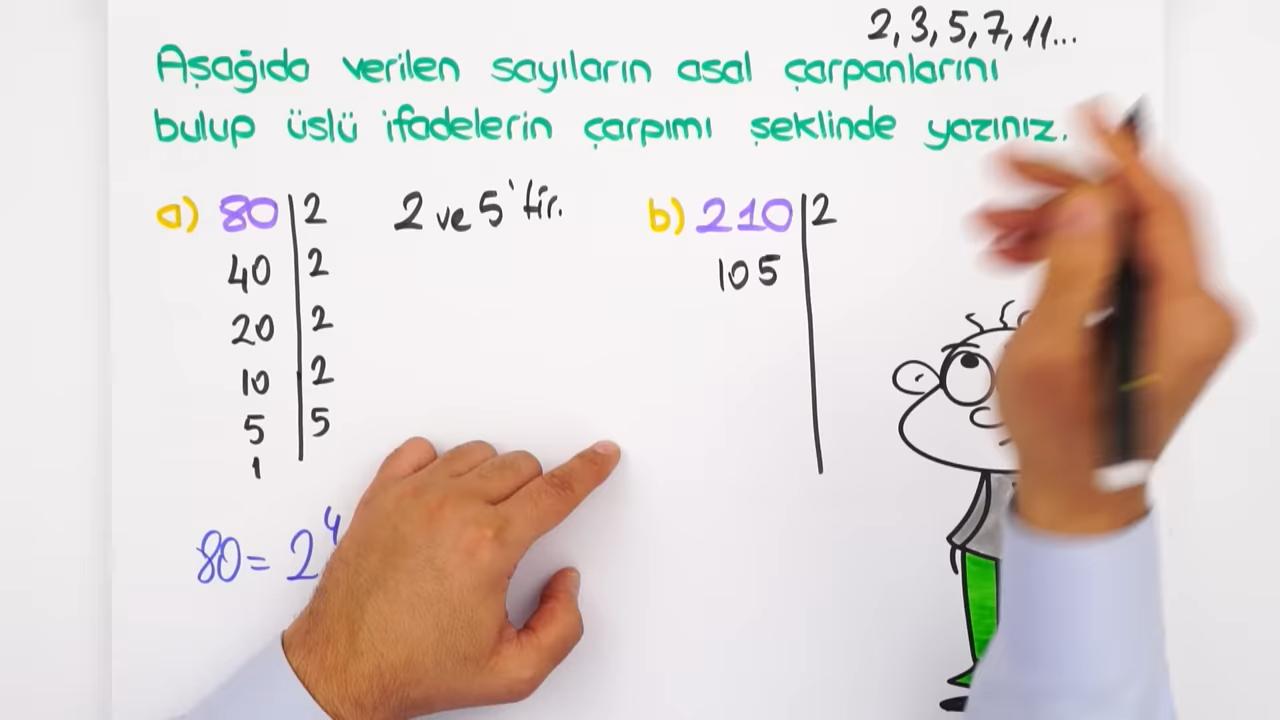 2, 3, 5, 7, 11...
Aşağıda verilen sayıların asal çarpanlarını
bulup üslü ifadelerin çarpımı şeklinde yazınız.
a) 80 | 2
40 | 2
20 | 2
10 | 2
5 | 5
1
2 ve 5'tir.
80 = 2⁴
b) 210 | 2
105